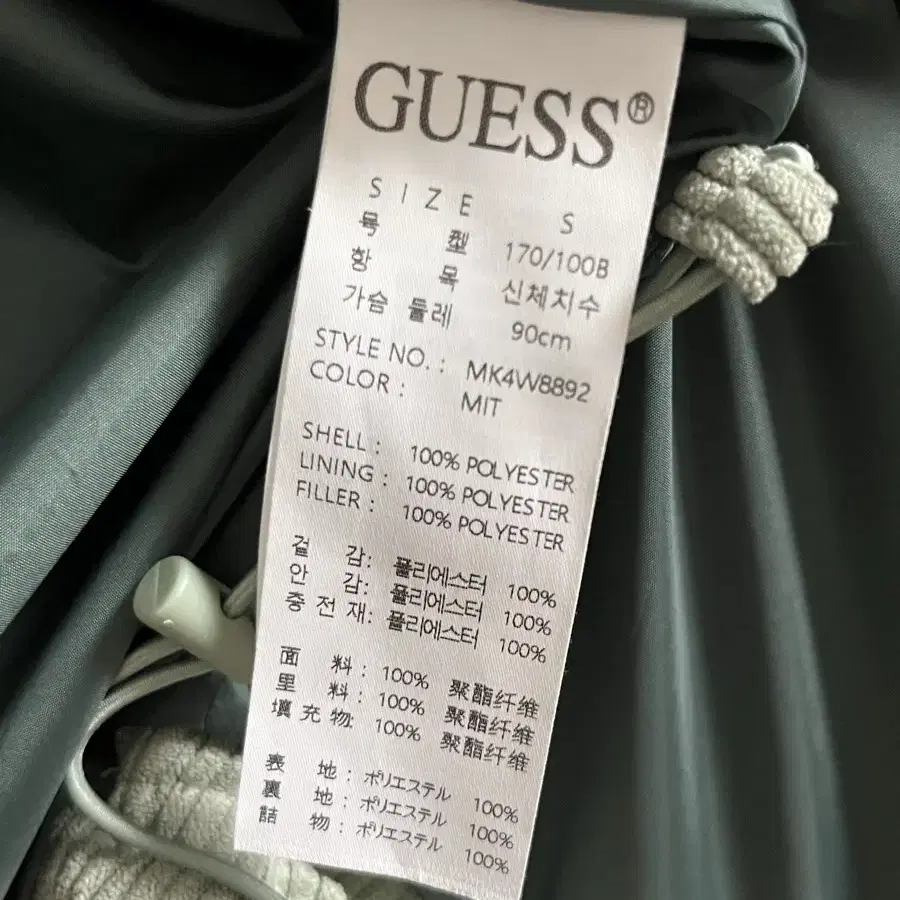 GUESS®
SIZE S
号 型 170/100B
항 목 신체치수
가슴 둘레 90cm
STYLE NO.: MK4W8892
COLOR: MIT
SHELL: 100% POLYESTER
LINING: 100% POLYESTER
FILLER: 100% POLYESTER
겉 감: 폴리에스터 100%
안 감: 폴리에스터 100%
충 전 재: 폴리에스터 100%
面 料: 100% 聚酯纤维
里 料: 100% 聚酯纤维
填 充 物: 100% 聚酯纤维
表 地: ポリエステル 100%
裏 地: ポリエステル 100%
詰 物: ポリエステル 100%